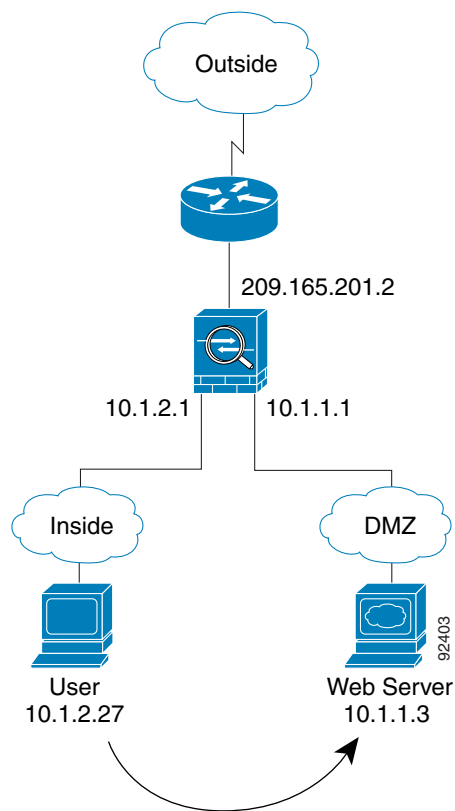 Outside
209.165.201.2
10.1.2.1
10.1.1.1
Inside
DMZ
92403
User
10.1.2.27
Web Server
10.1.1.3